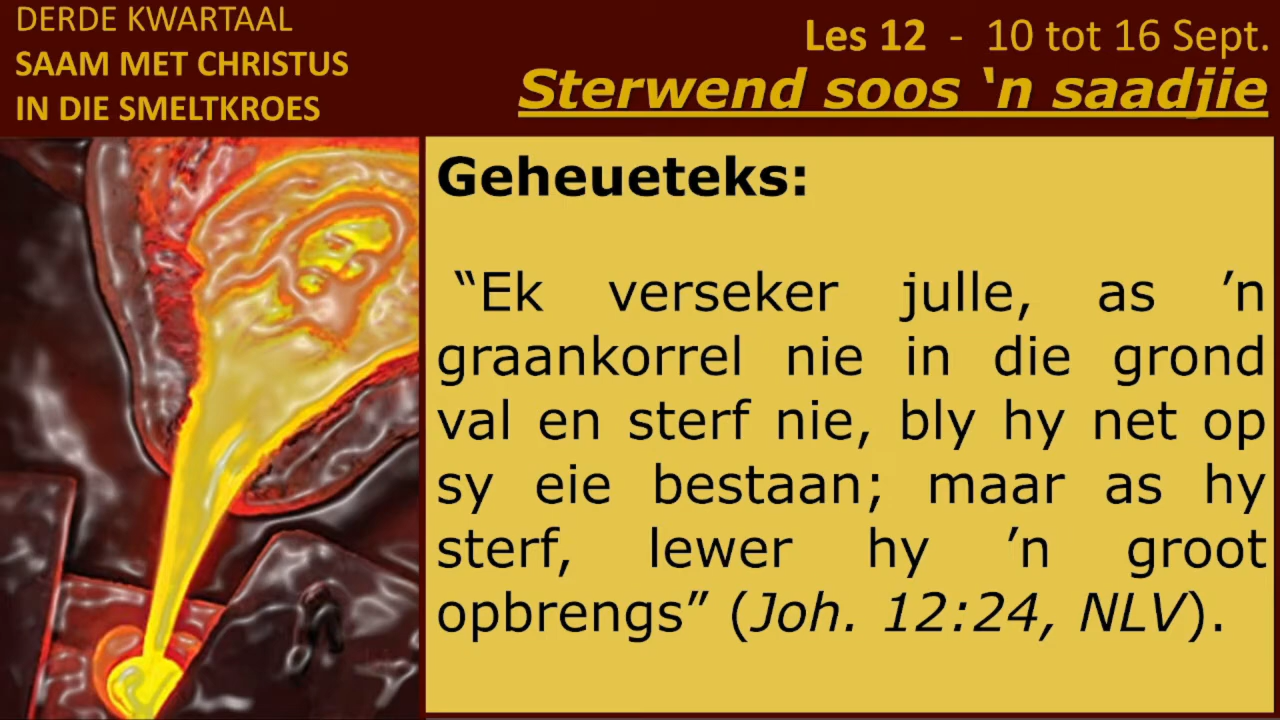 DERDE KWARTAAL
SAAM MET CHRISTUS
IN DIE SMELTKROES
Les 12 - 10 tot 16 Sept.
Sterwend soos ‘n saadjie
Geheueteks:
“Ek verseker julle, as ’n
graankorrel nie in die grond
val en sterf nie, bly hy net op
sy eie bestaan; maar as hy
sterf, lewer hy ’n groot
opbrengs” (Joh. 12:24, NLV).